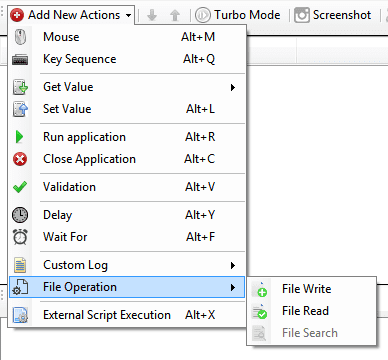 Add New Actions Turbo Mode Screenshot
Mouse Alt+M
Key Sequence Alt+Q
Get Value
Set Value Alt+L
Run application Alt+R
Close Application Alt+C
Validation Alt+V
Delay Alt+Y
Wait For Alt+F
Custom Log
File Operation
External Script Execution Alt+X
File Write
File Read
File Search